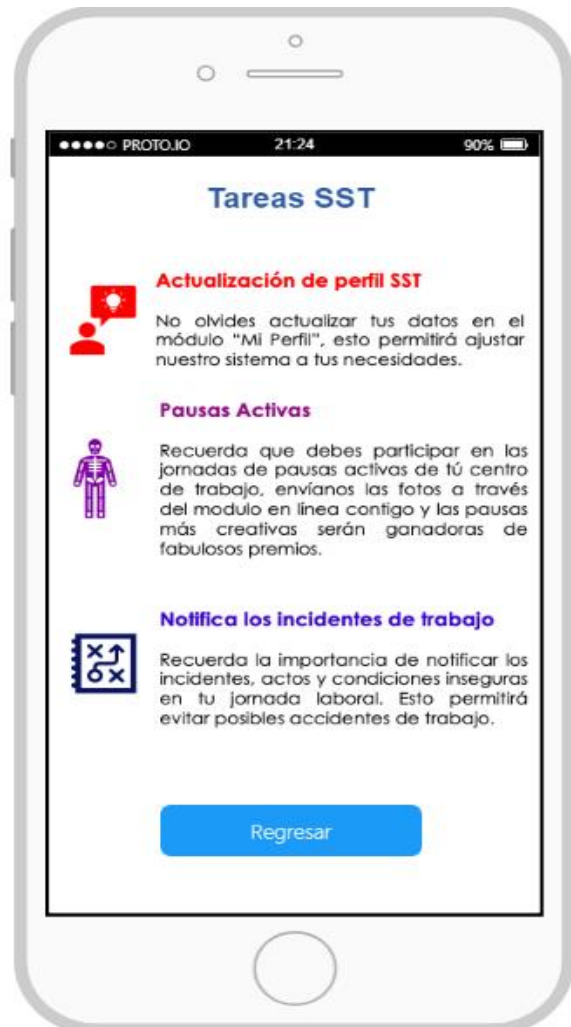 PROTO.IO 21:24 90%
Tareas SST
Actualización de perfil SST
No olvides actualizar tus datos en el
módulo "Mi Perfil", esto permitirá ajustar
nuestro sistema a tus necesidades.
Pausas Activas
Recuerda que debes participar en las
jornadas de pausas activas de tú centro
de trabajo, envíanos las fotos a través
del modulo en línea contigo y las pausas
más creativas serán ganadoras de
fabulosos premios.
Notifica los incidentes de trabajo
Recuerda la importancia de notificar los
incidentes, actos y condiciones inseguras
en tu jornada laboral. Esto permitirá
evitar posibles accidentes de trabajo.
Regresar